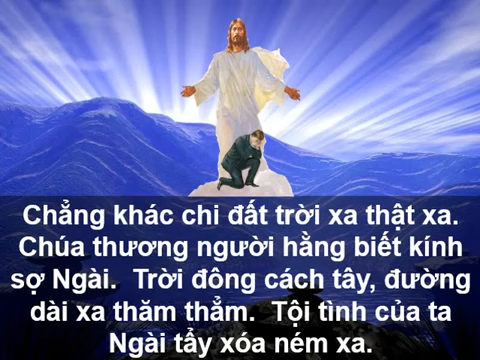 Chẳng khác chi đất trời xa thật xa.
Chúa thương người hằng biết kính
sợ Ngài.  Trời đông cách tây, đường
dài xa thăm thẳm.  Tội tình của ta
Ngài tẩy xóa ném xa.